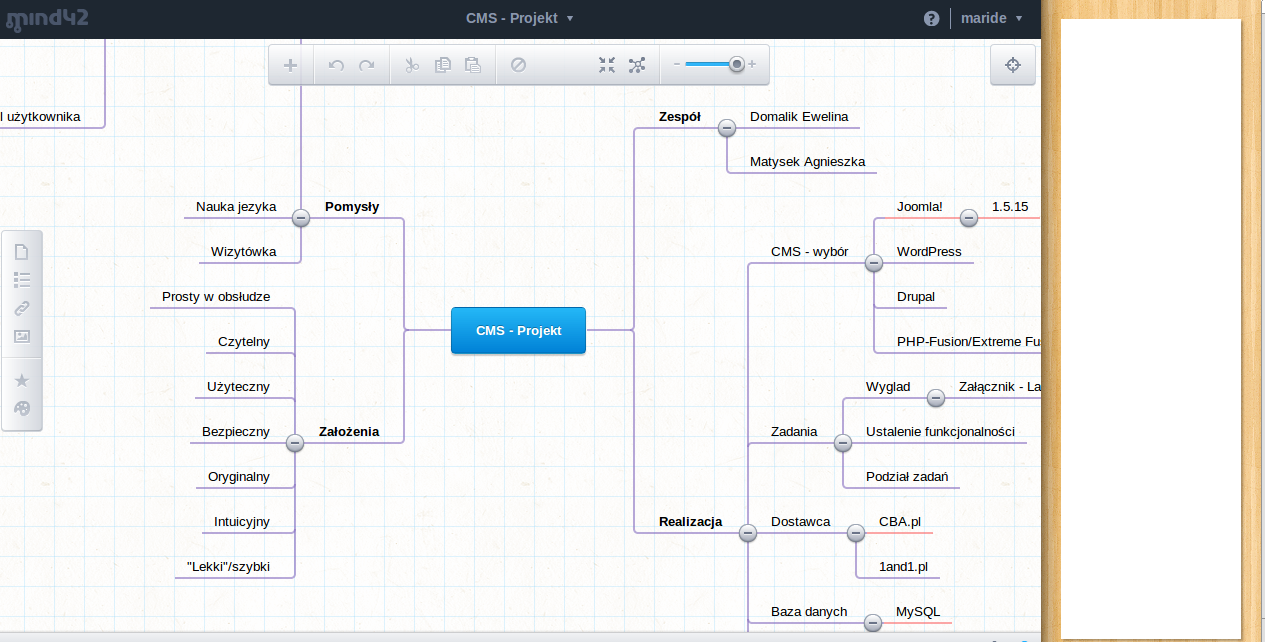 mind42
CMS - Projekt
maride
l użytkownika
Zespół
Domalik Ewelina
Matysek Agnieszka
Nauka jezyka
Pomysły
Wizytówka
Joomla!
1.5.15
CMS - wybór
WordPress
Prosty w obsłudze
Drupal
CMS - Projekt
Czytelny
PHP-Fusion/Extreme Fu
Użyteczny
Wyglad
Załącznik - La
Bezpieczny
Założenia
Zadania
Ustalenie funkcjonalności
Oryginalny
Podział zadań
Intuicyjny
Realizacja
Dostawca
CBA.pl
"Lekki"/szybki
1and1.pl
Baza danych
MySQL